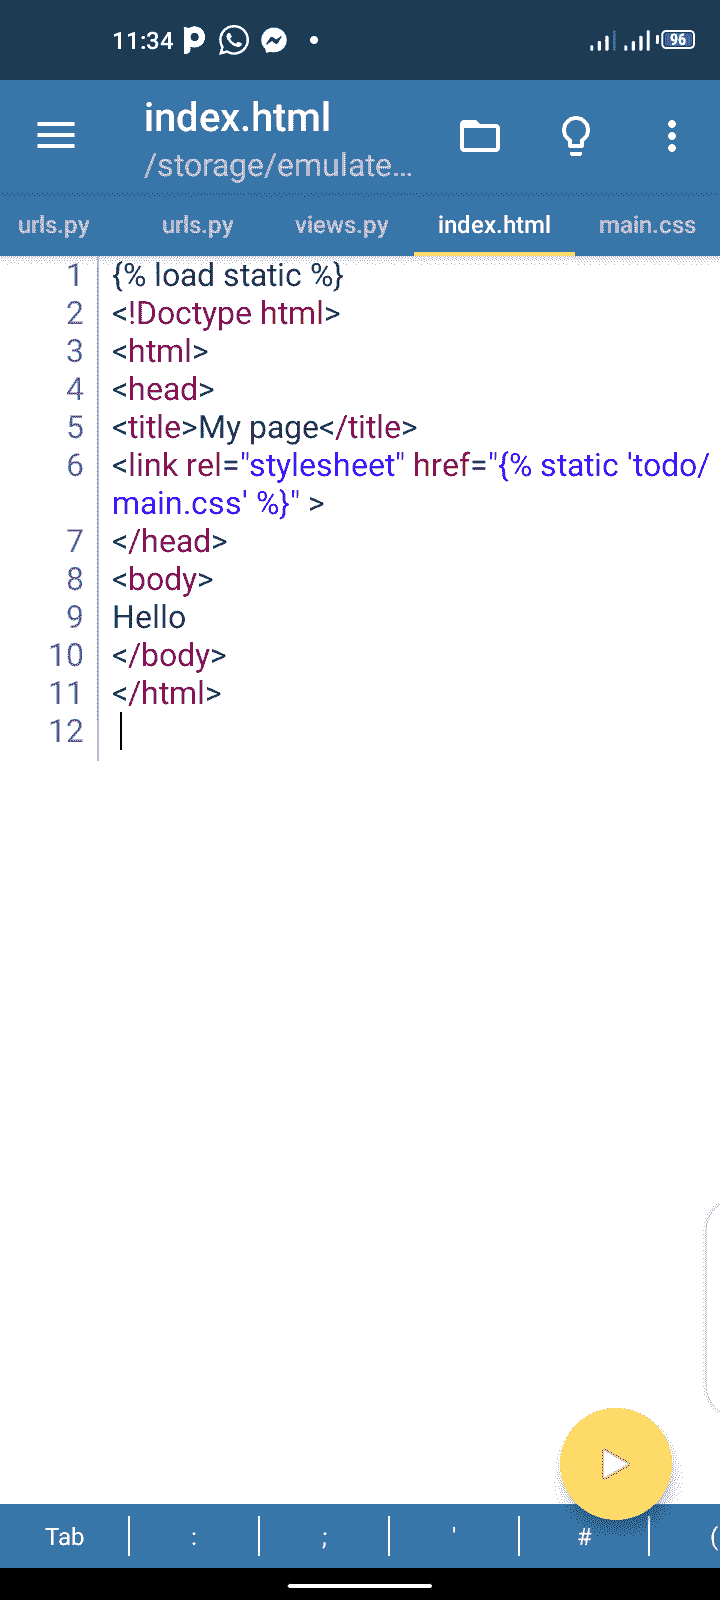 11:34 96
index.html
/storage/emulate...
urls.py urls.py views.py index.html main.css
1 {% load static %}
2 <!Doctype html>
3 <html>
4 <head>
5 <title>My page</title>
6 <link rel="stylesheet" href="{% static 'todo/
main.css' %}" >
7 </head>
8 <body>
9 Hello
10 </body>
11 </html>
12
Tab : ; ' # (